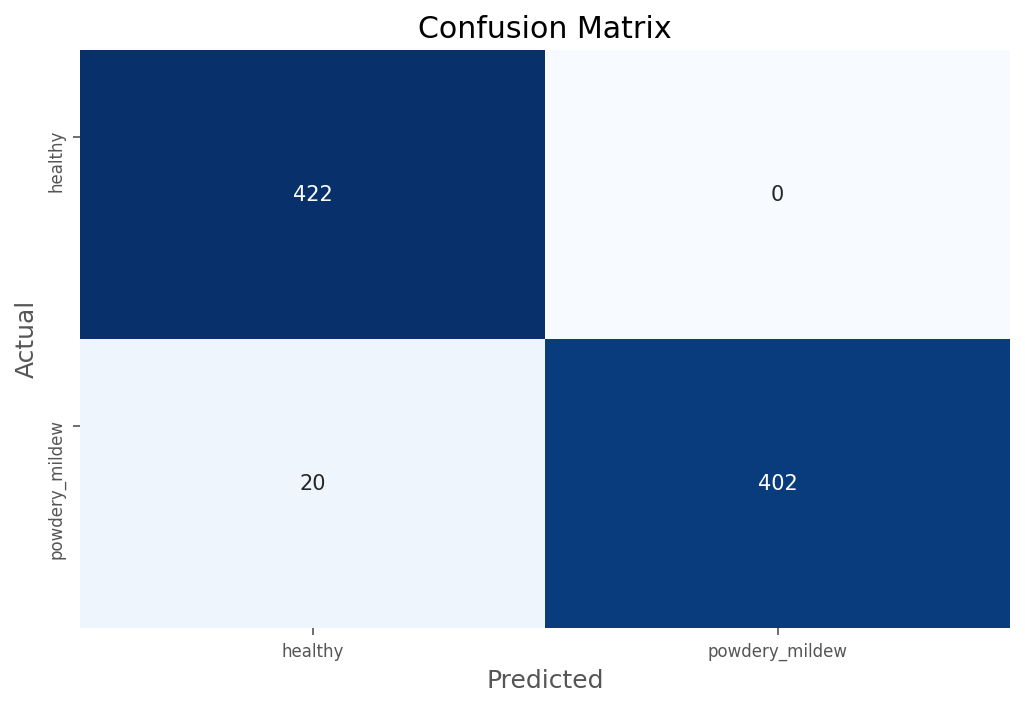 Confusion Matrix
Actual
healthy
422
0
powdery_mildew
20
402
healthy
powdery_mildew
Predicted